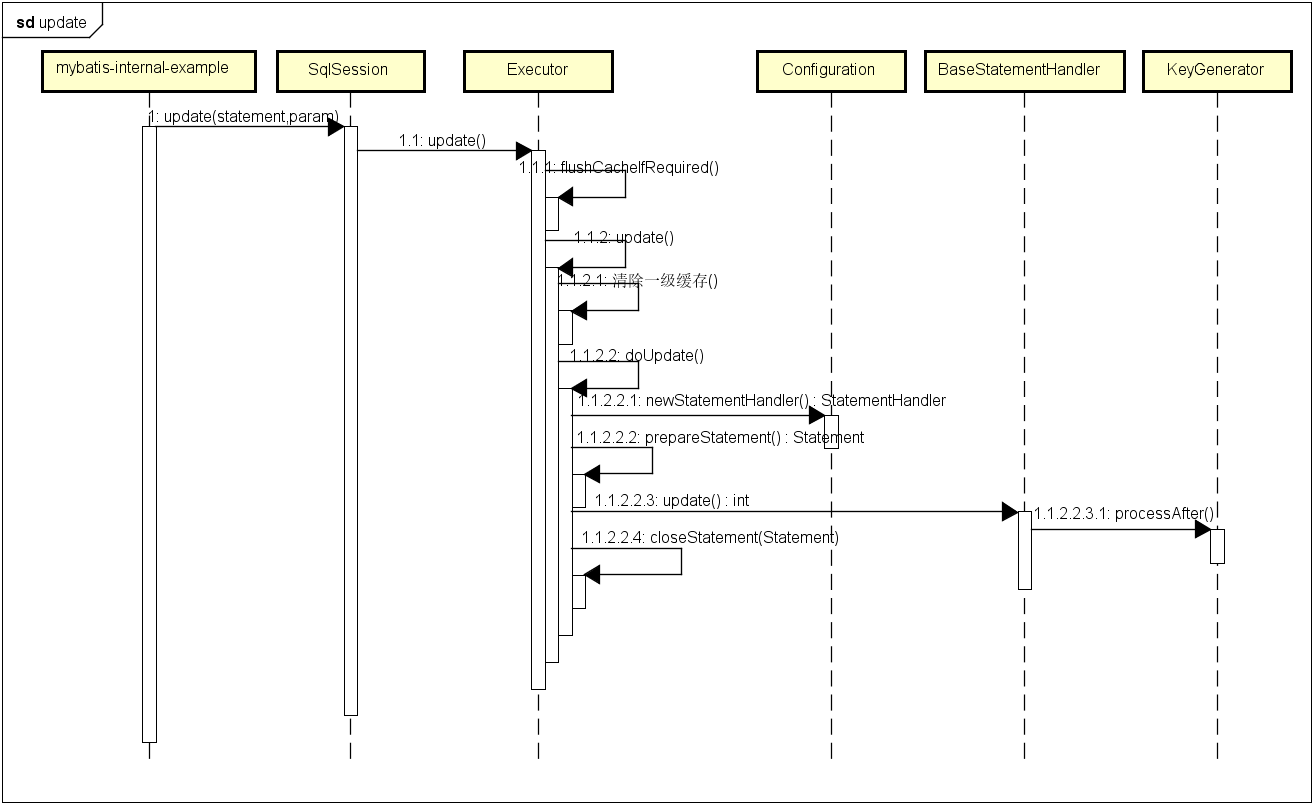 sd update
mybatis-internal-example
SqlSession
Executor
Configuration
BaseStatementHandler
KeyGenerator
1: update(statement,param)
1.1: update()
1.1.1: flushCacheIfRequired()
1.1.2: update()
1.1.2.1: 清除一级缓存()
1.1.2.2: doUpdate()
1.1.2.2.1: newStatementHandler() : StatementHandler
1.1.2.2.2: prepareStatement() : Statement
1.1.2.2.3: update() : int
1.1.2.2.3.1: processAfter()
1.1.2.2.4: closeStatement(Statement)